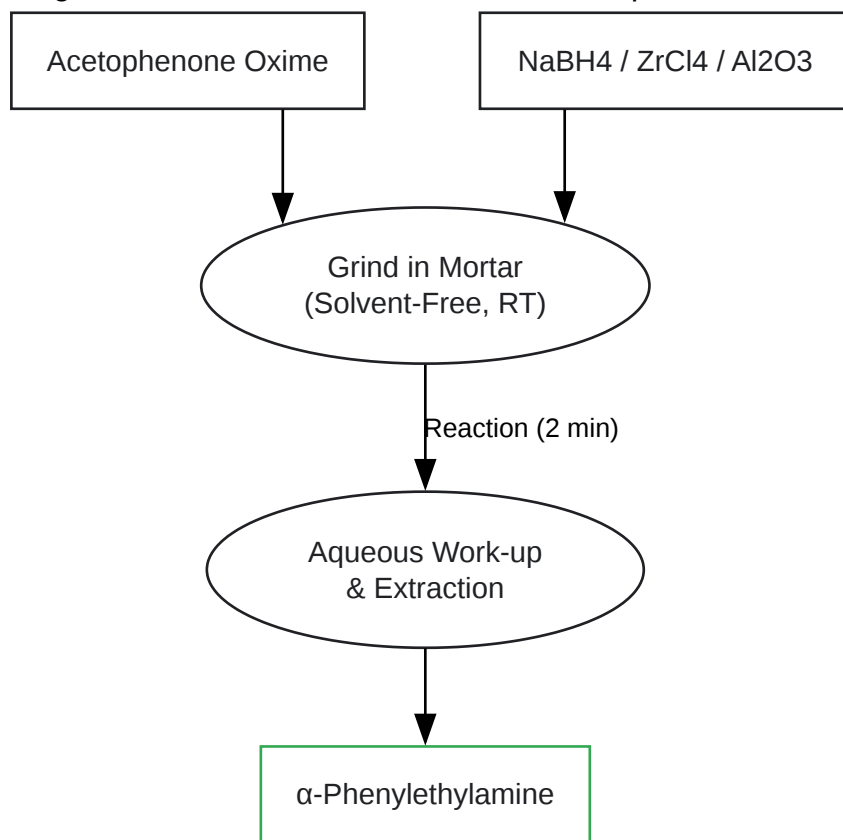 Acetophenone Oxime
NaBH4 / ZrCl4 / Al2O3
Grind in Mortar
(Solvent-Free, RT)
Reaction (2 min)
Aqueous Work-up
& Extraction
α-Phenylethylamine